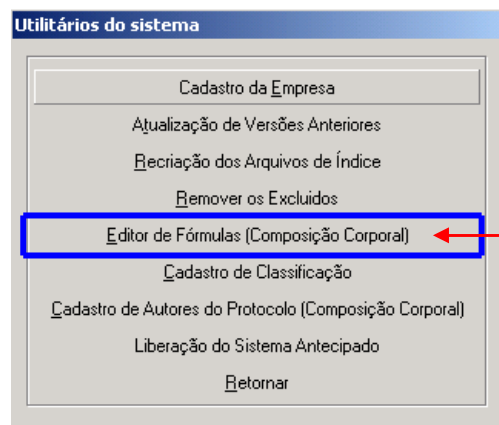 Utilitários do sistema
Cadastro da Empresa
Atualização de Versões Anteriores
Recriação dos Arquivos de Índice
Remover os Excluidos
Editor de Fórmulas (Composição Corporal)
Cadastro de Classificação
Cadastro de Autores do Protocolo (Composição Corporal)
Liberação do Sistema Antecipado
Retornar